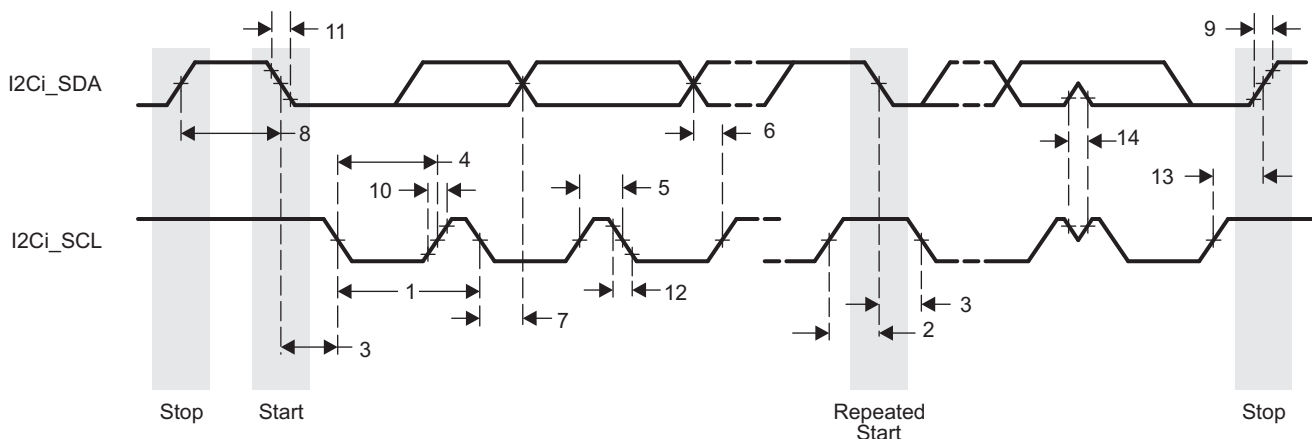 11
9
I2Ci_SDA
8
6
14
4
10
5
13
I2Ci_SCL
1
12
7
3
2
3
Stop
Start
Repeated
Start
Stop